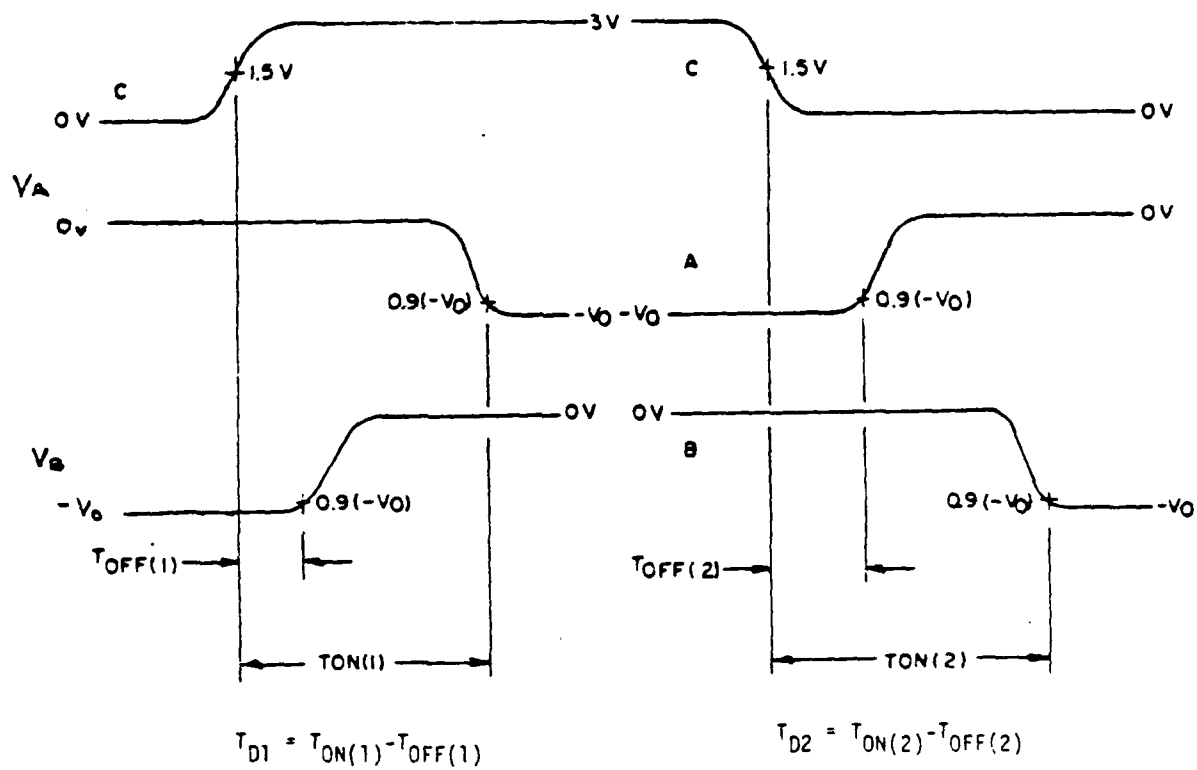 3V
1.5V
C
1.5V
C
0V
0V
VA
0v
0V
A
0.9(-VO)
-VO
-VO
0.9(-VO)
0V
0V
VB
B
-Vo
0.9(-VO)
0.9(-VO)
-VO
TOFF(1)
TOFF(2)
TON(1)
TON(2)
TD1 = TON(1)-TOFF(1)
TD2 = TON(2)-TOFF(2)